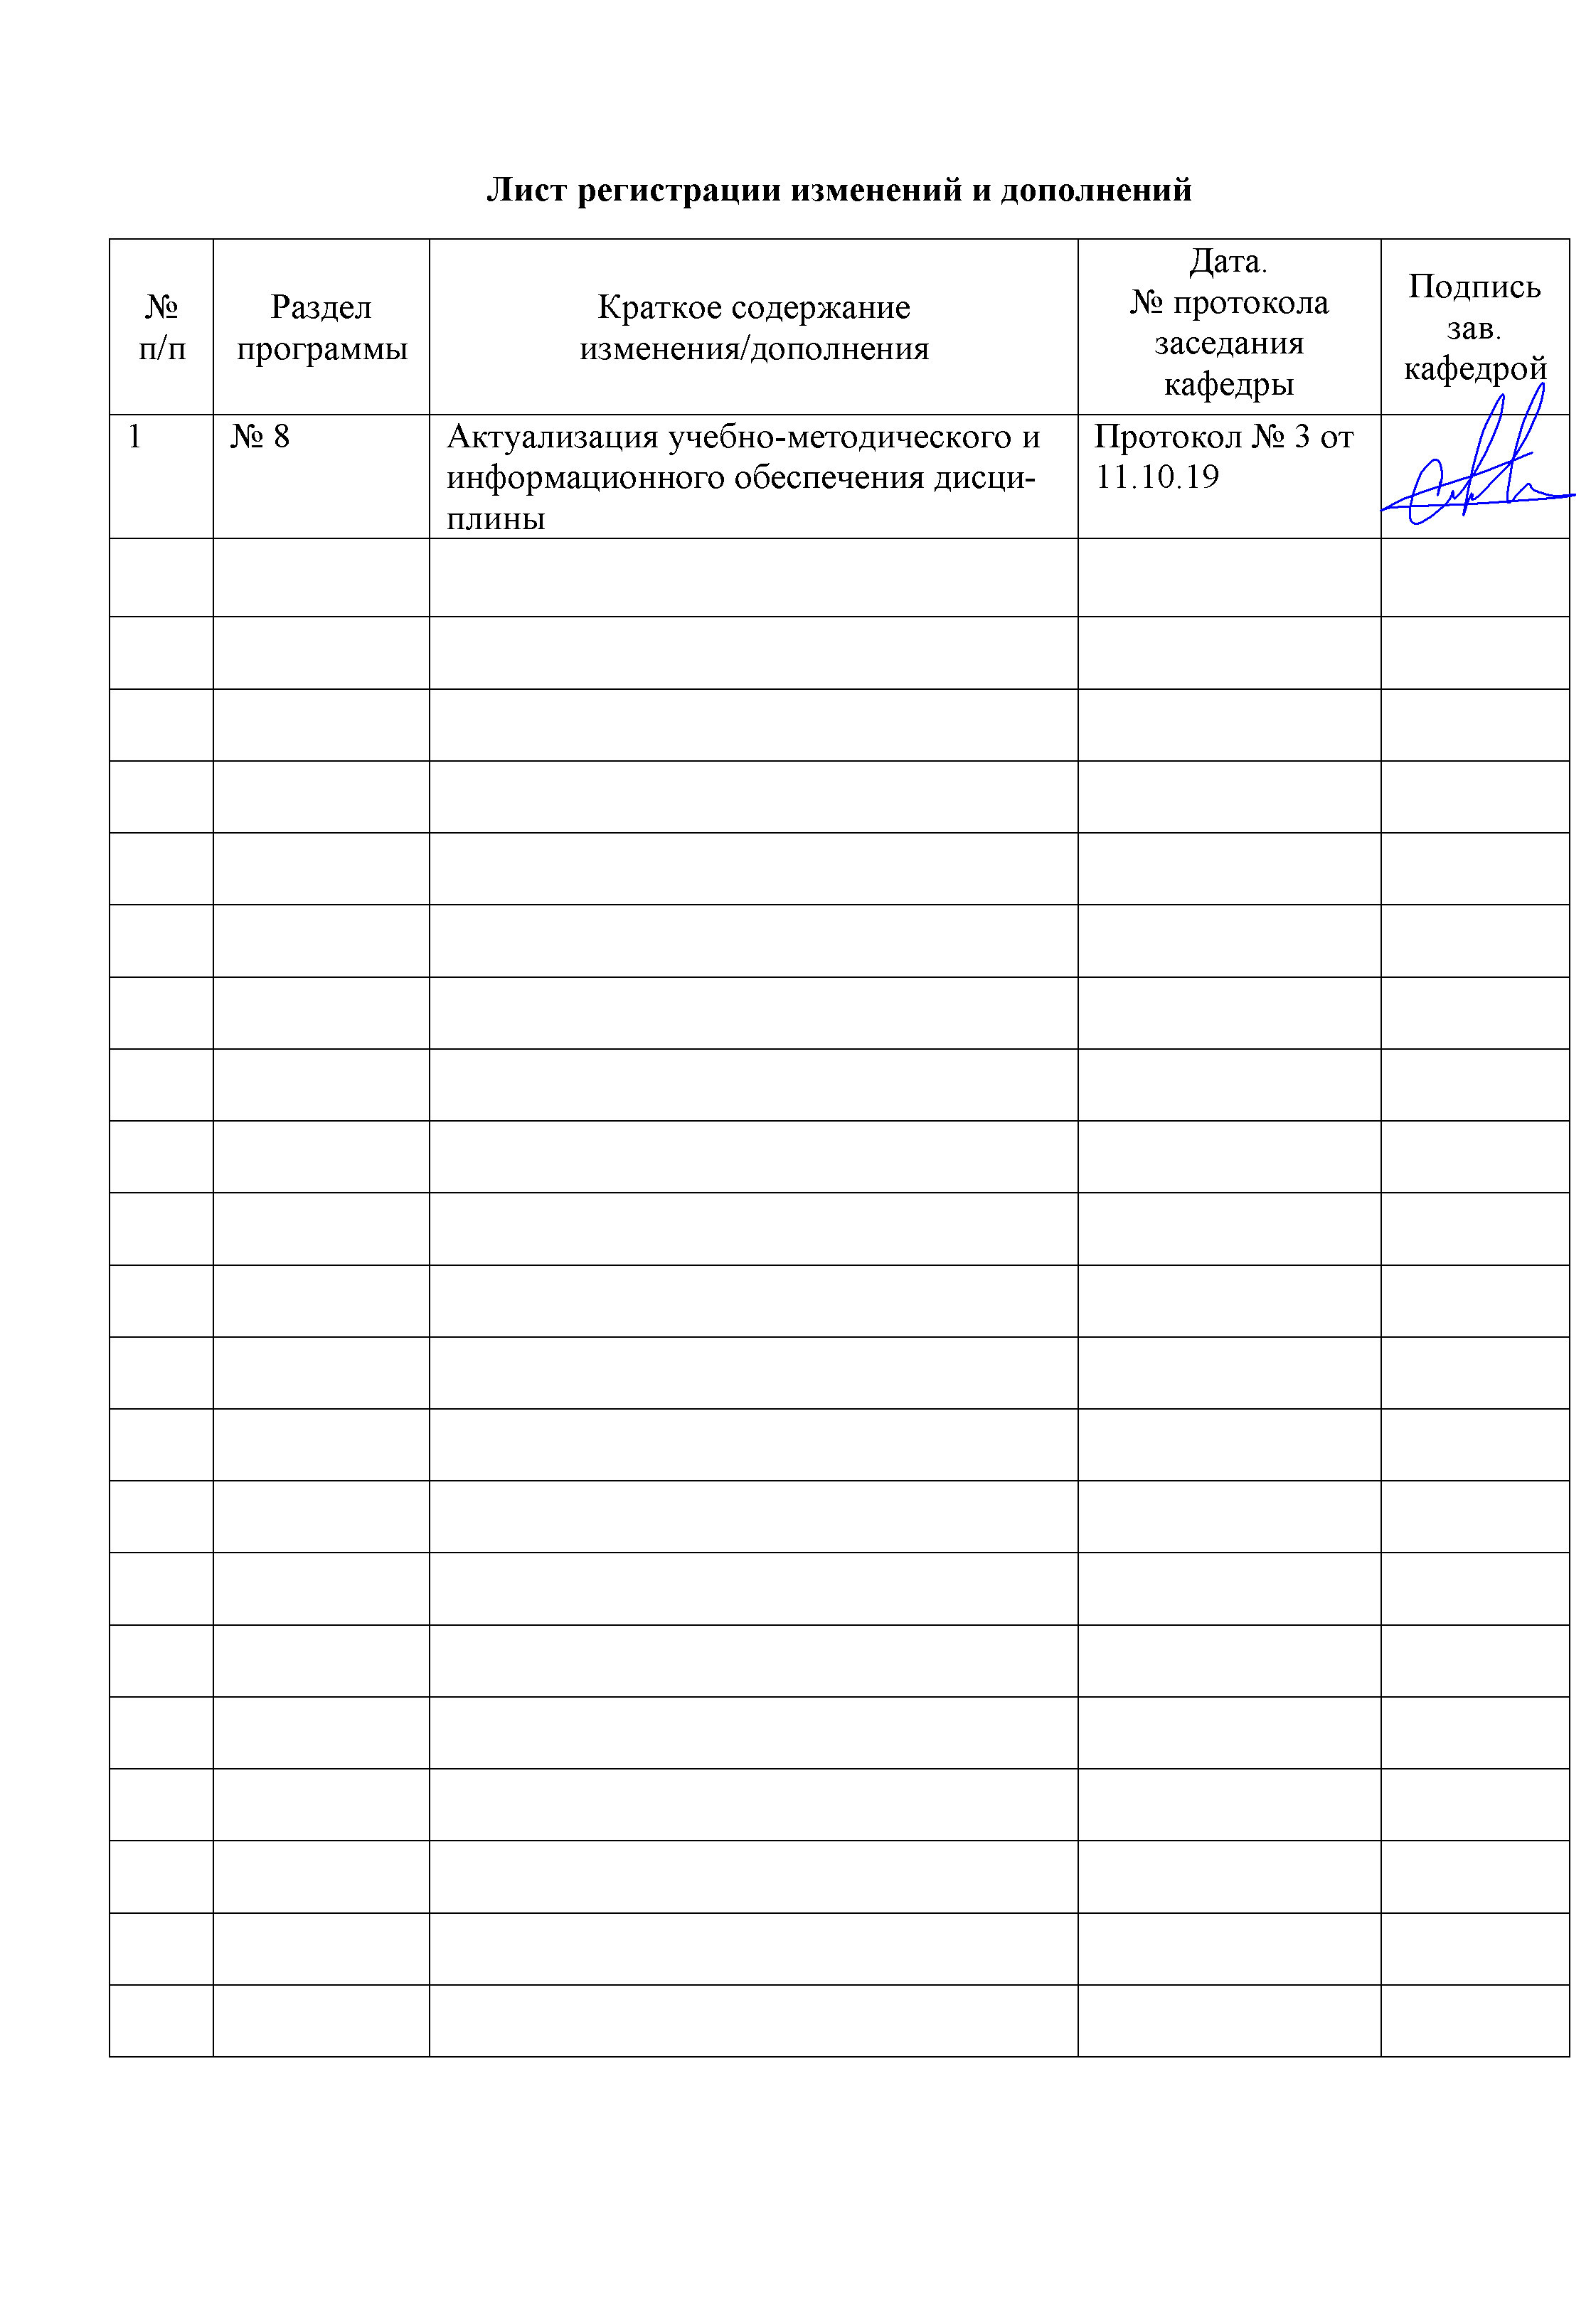 Лист регистрации изменений и дополнений
№
п/п
Раздел
программы
Краткое содержание
изменения/дополнения
Дата.
№ протокола
заседания
кафедры
Подпись
зав.
кафедрой
1
№ 8
Актуализация учебно-методического и
информационного обеспечения дисци-
плины
Протокол № 3 от
11.10.19